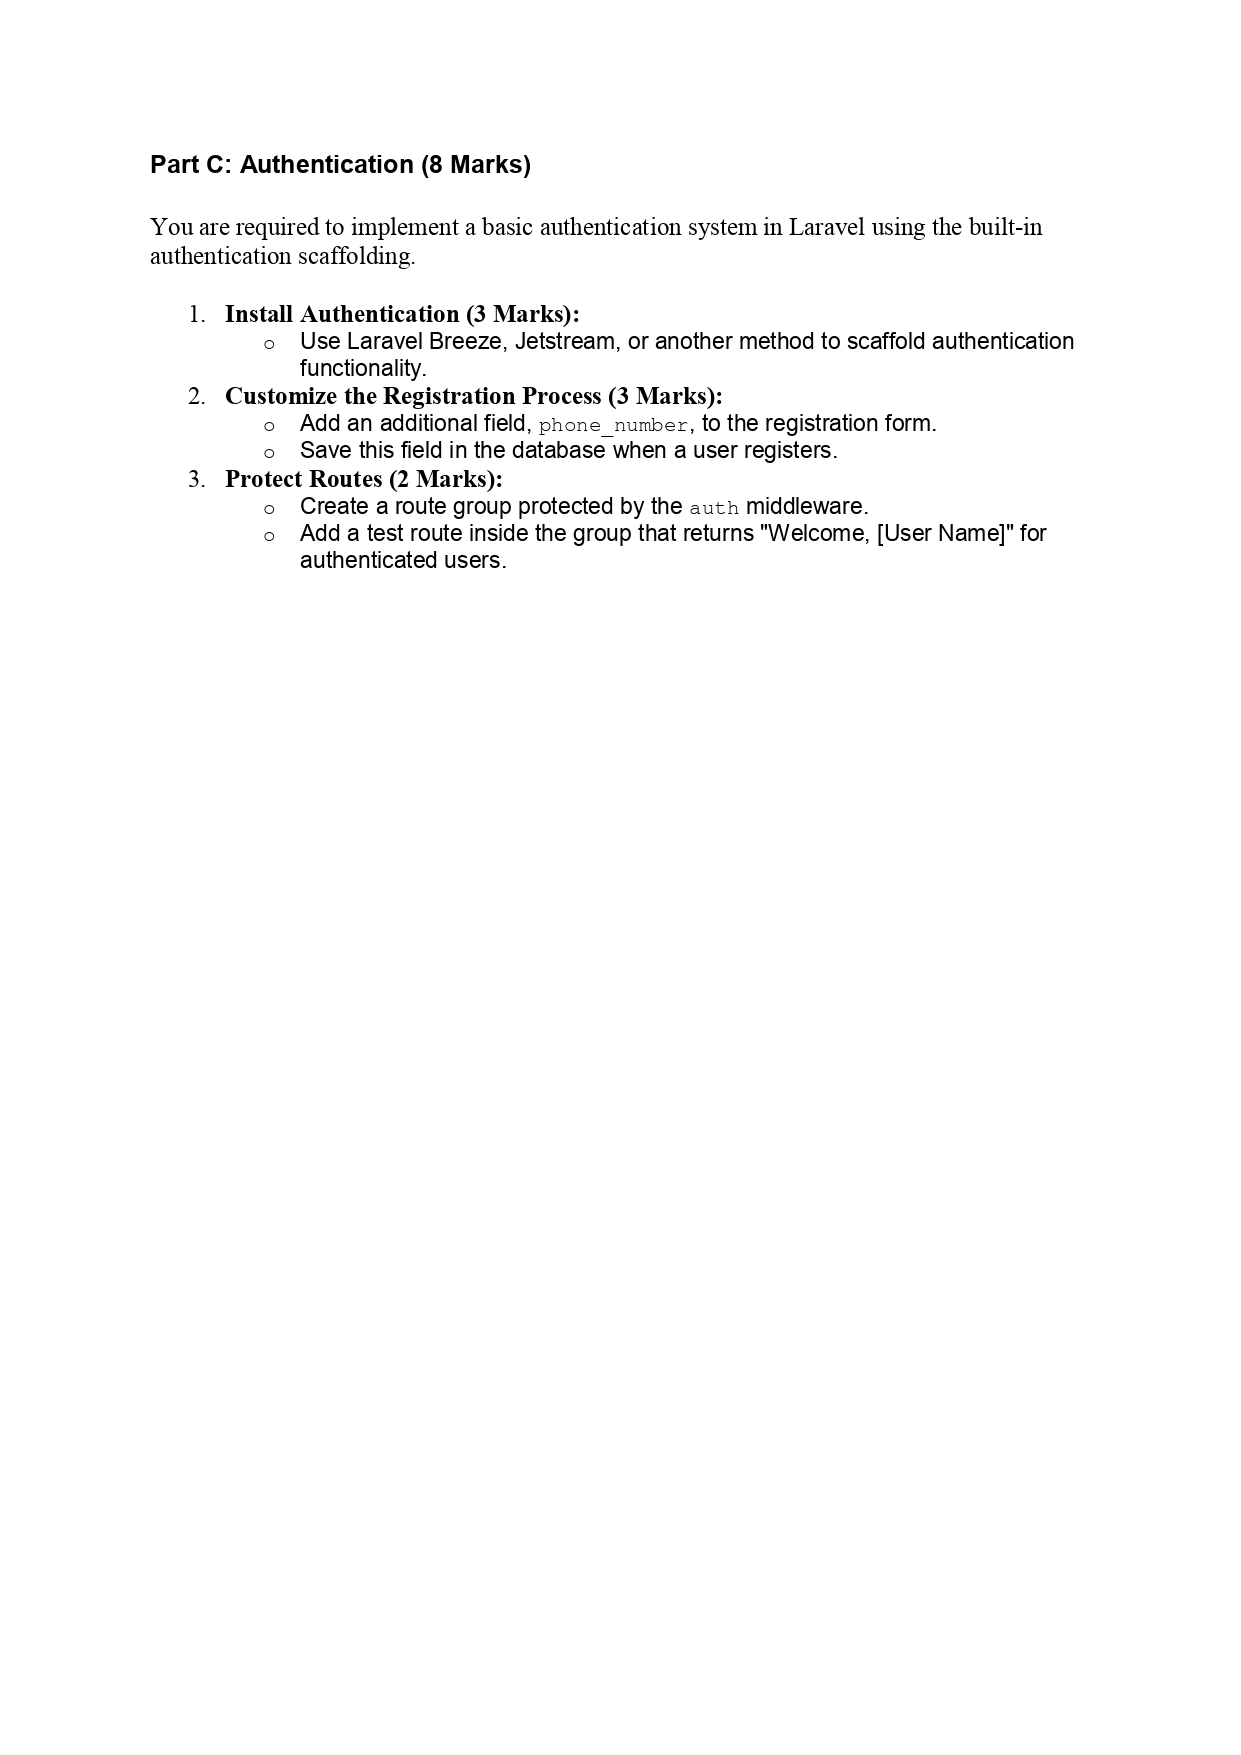 Part C: Authentication (8 Marks)
You are required to implement a basic authentication system in Laravel using the built-in
authentication scaffolding.
1. Install Authentication (3 Marks):
o Use Laravel Breeze, Jetstream, or another method to scaffold authentication
functionality.
2. Customize the Registration Process (3 Marks):
o Add an additional field, phone_number, to the registration form.
o Save this field in the database when a user registers.
3. Protect Routes (2 Marks):
o Create a route group protected by the auth middleware.
o Add a test route inside the group that returns "Welcome, [User Name]" for
authenticated users.